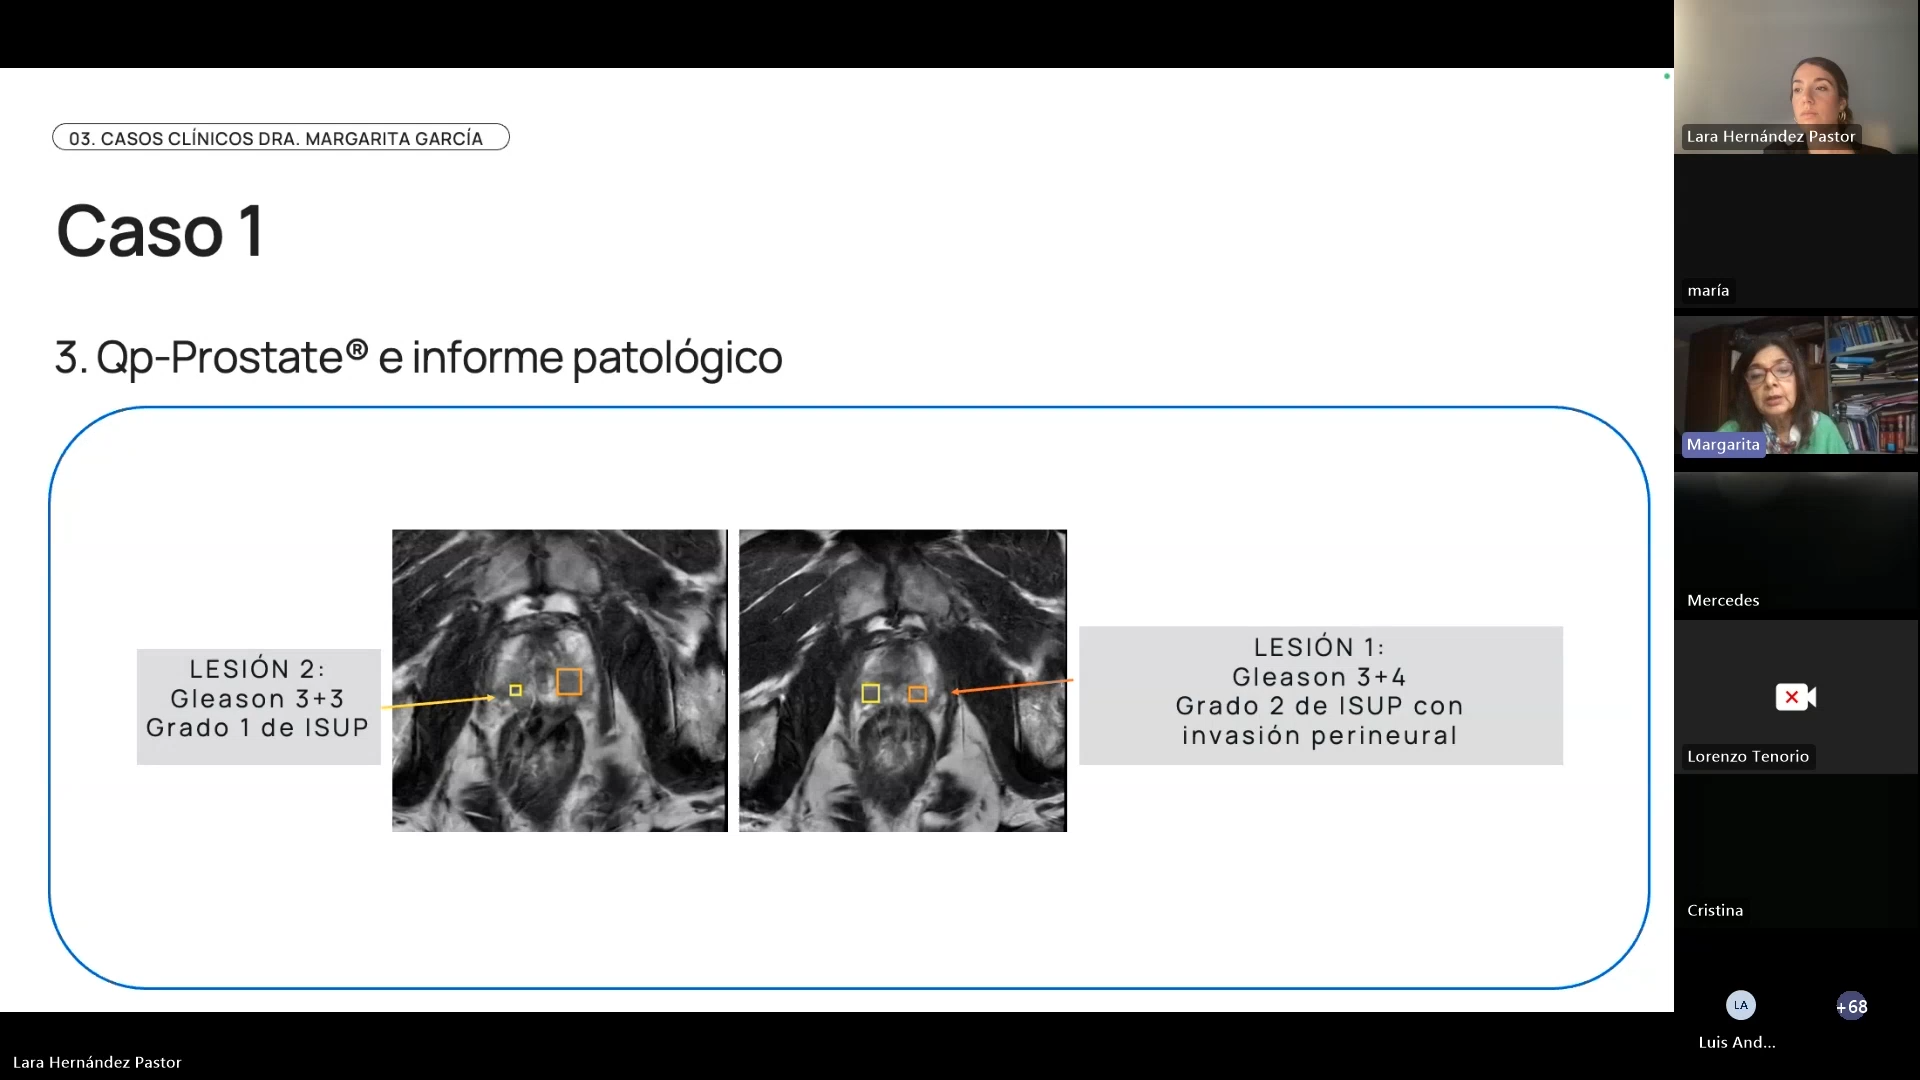 03. CASOS CLÍNICOS DRA. MARGARITA GARCÍA
Caso 1
3. Qp-Prostate® e informe patológico
LESIÓN 2:
Gleason 3+3
Grado 1 de ISUP
LESIÓN 1:
Gleason 3+4
Grado 2 de ISUP con
invasión perineural
Lara Hernández Pastor
maría
Margarita
Mercedes
Lorenzo Tenorio
Cristina
LA
+68
Luis And...
Lara Hernández Pastor